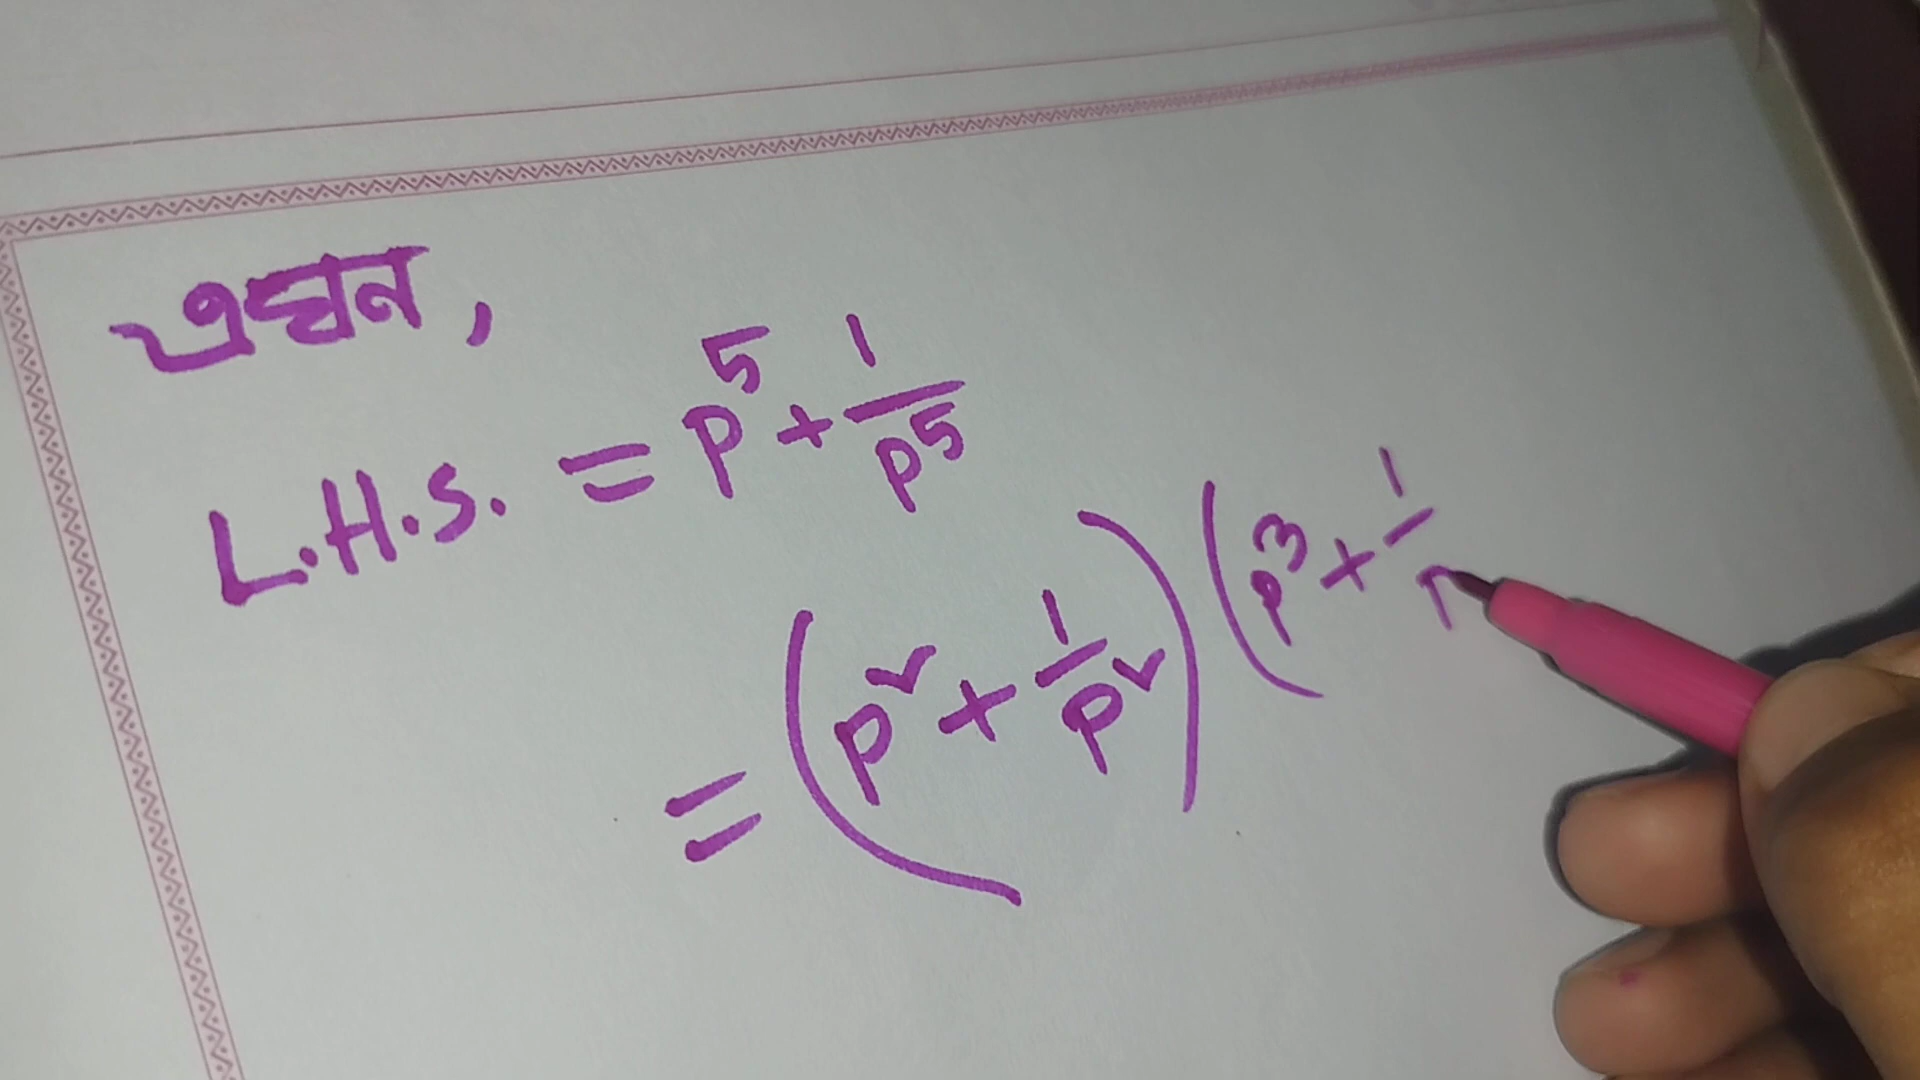 এখন,
L.H.S. = p⁵ + 1/p⁵
= (p² + 1/p²) (p³ + 1/